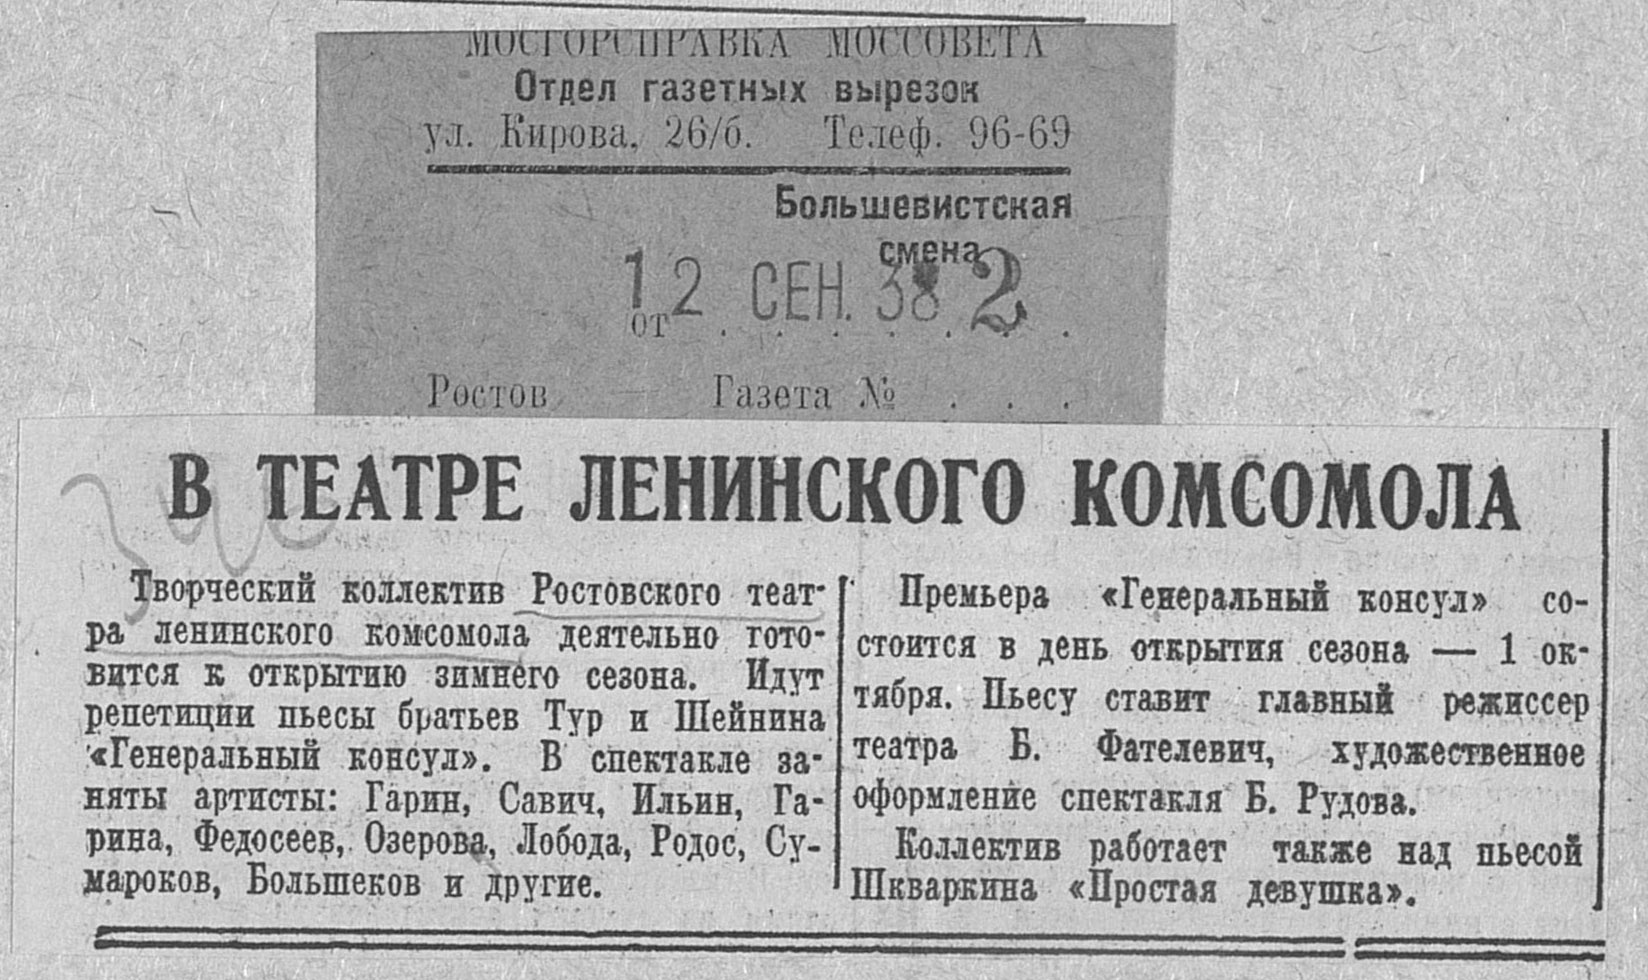 МОСГОРСПРАВКА МОССОВЕТА
Отдел газетных вырезок
ул. Кирова, 26/б. Телеф. 96-69
Большевистская
смена
12 СЕН. 38 2
от . . . . . . .
Ростов — Газета № . . .
В ТЕАТРЕ ЛЕНИНСКОГО КОМСОМОЛА
Творческий коллектив Ростовского теат-
ра ленинского комсомола деятельно гото-
вится к открытию зимнего сезона. Идут
репетиции пьесы братьев Тур и Шейнина
«Генеральный консул». В спектакле за-
няты артисты: Гарин, Савич, Ильин, Га-
рина, Федосеев, Озерова, Лобода, Родос, Су-
мароков, Большеков и другие.
Премьера «Генеральный консул» со-
стоится в день открытия сезона — 1 ок-
тября. Пьесу ставит главный режиссер
театра Б. Фателевич, художественное
оформление спектакля Б. Рудова.
Коллектив работает также над пьесой
Шкваркина «Простая девушка».